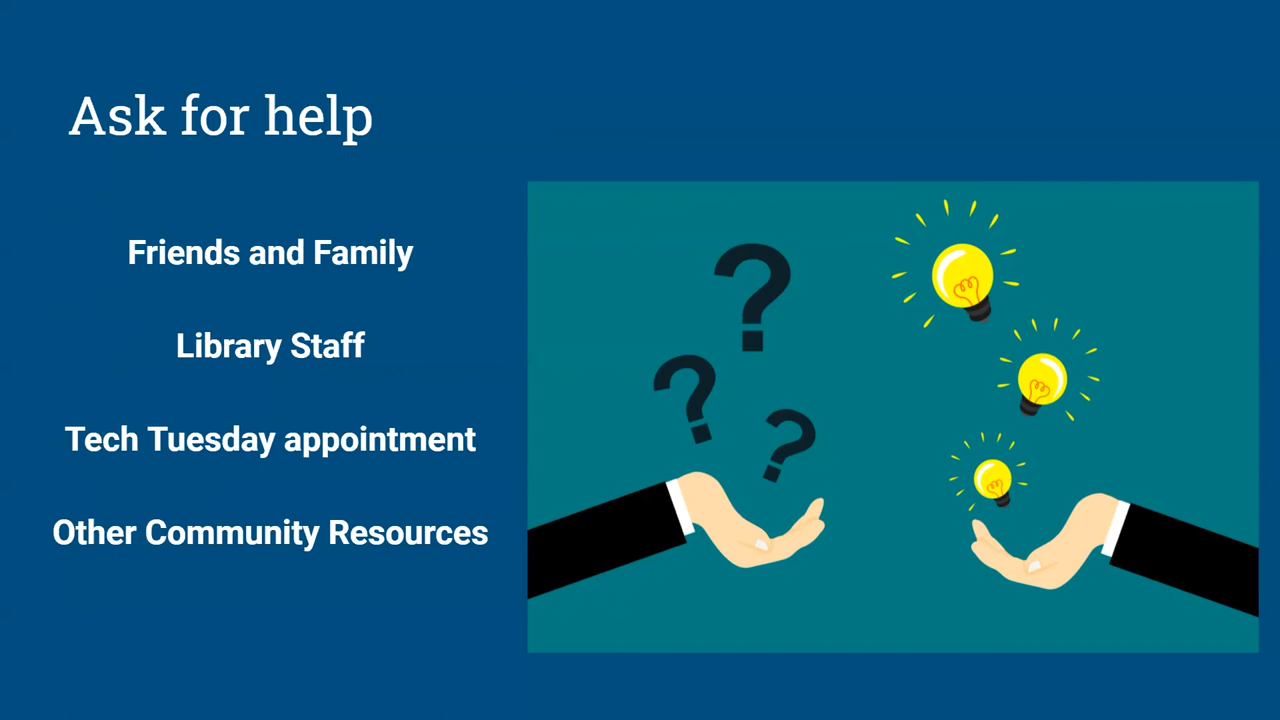 Ask for help
Friends and Family
Library Staff
Tech Tuesday appointment
Other Community Resources